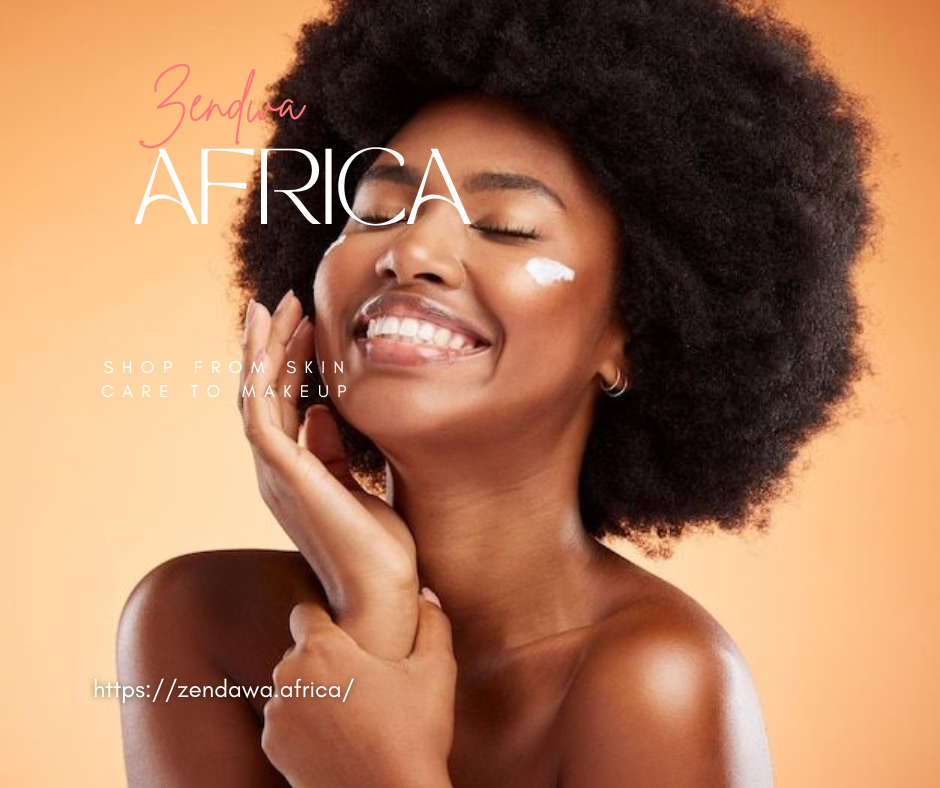 Zendwa
AFRICA
SHOP FROM SKIN
CARE TO MAKEUP
https://zendawa.africa/